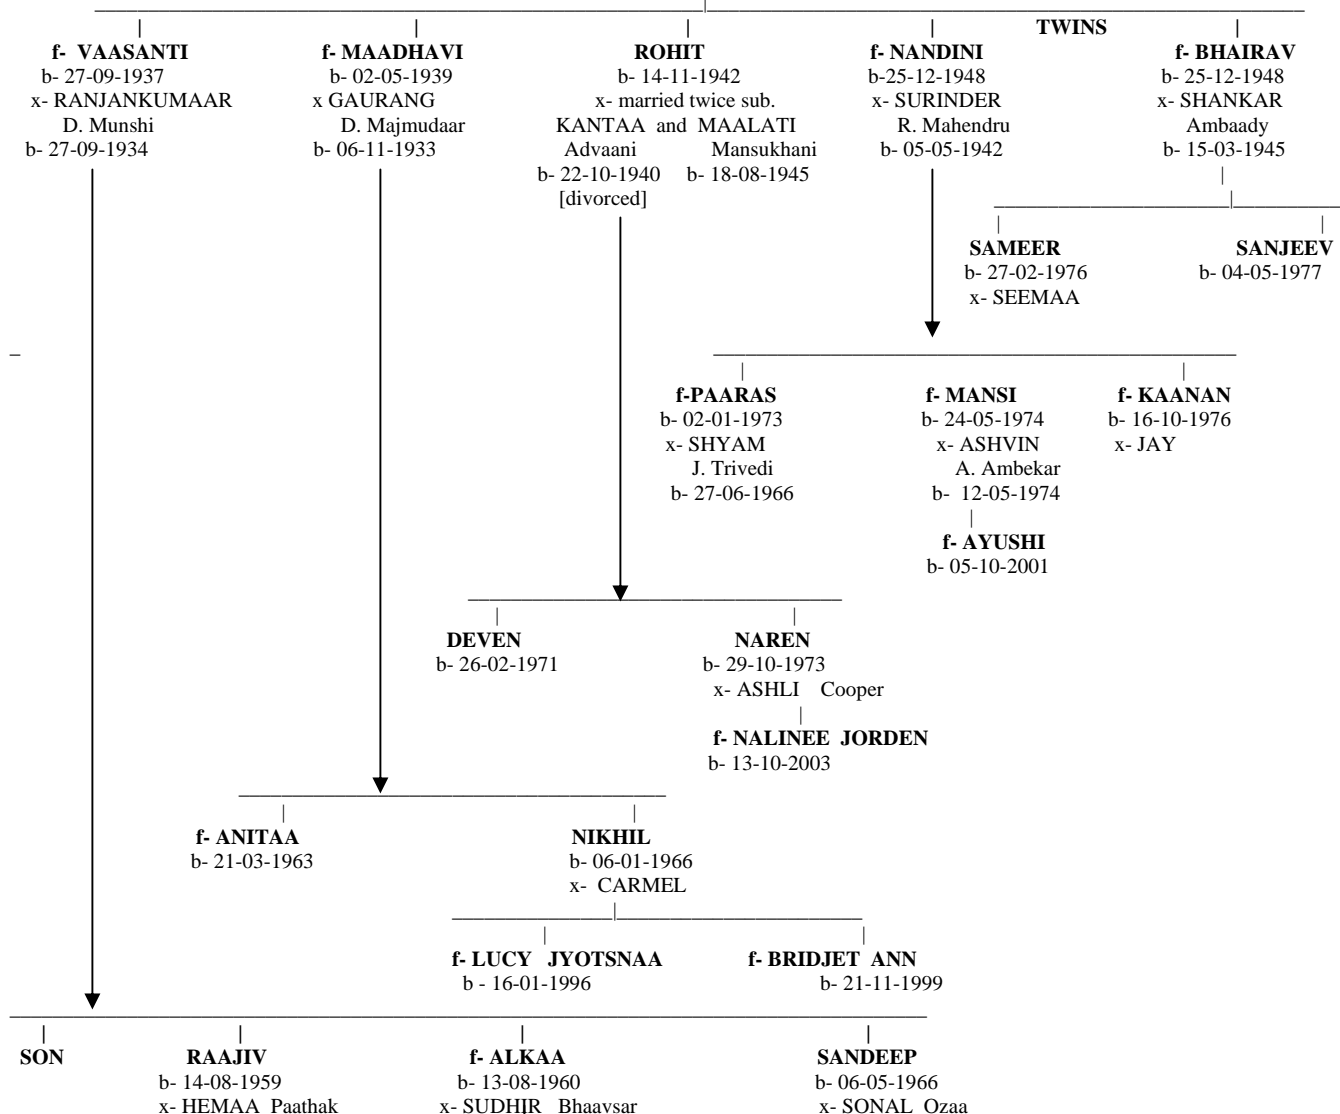 TWINS
f- VAASANTI f- MAADHAVI ROHIT f- NANDINI f- BHAIRAV
b- 27-09-1937 b- 02-05-1939 b- 14-11-1942 b-25-12-1948 b- 25-12-1948
x- RANJANKUMAAR x GAURANG x- married twice sub. x- SURINDER x- SHANKAR
D. Munshi D. Majmudaar KANTAA and MAALATI R. Mahendru Ambaady
b- 27-09-1934 b- 06-11-1933 Advaani Mansukhani b- 05-05-1942 b- 15-03-1945
b- 22-10-1940 b- 18-08-1945
[divorced]
SAMEER SANJEEV
b- 27-02-1976 b- 04-05-1977
x- SEEMAA
f-PAARAS f- MANSI f- KAANAN
b- 02-01-1973 b- 24-05-1974 b- 16-10-1976
x- SHYAM x- ASHVIN x- JAY
J. Trivedi A. Ambekar
b- 27-06-1966 b- 12-05-1974
f- AYUSHI
b- 05-10-2001
DEVEN NAREN
b- 26-02-1971 b- 29-10-1973
x- ASHLI Cooper
f- NALINEE JORDEN
b- 13-10-2003
f- ANITAA NIKHIL
b- 21-03-1963 b- 06-01-1966
x- CARMEL
f- LUCY JYOTSNAA f- BRIDJET ANN
b - 16-01-1996 b- 21-11-1999
SON RAAJIV f- ALKAA SANDEEP
b- 14-08-1959 b- 13-08-1960 b- 06-05-1966
x- HEMAA Paathak x- SUDHIR Bhaavsar x- SONAL Ozaa